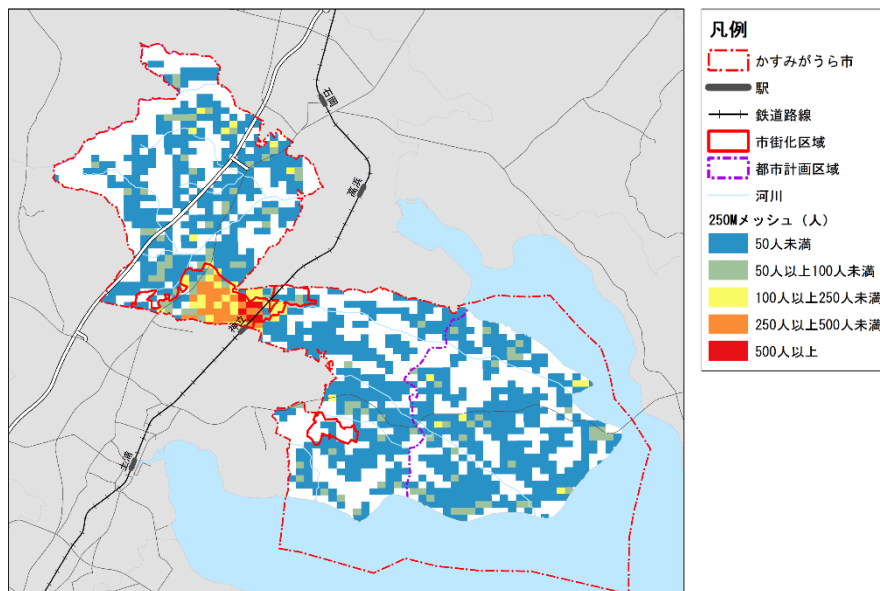 凡例
かすみがうら市
駅
鉄道路線
市街化区域
都市計画区域
河川
250Mメッシュ（人）
50人未満
50人以上100人未満
100人以上250人未満
250人以上500人未満
500人以上
石岡
高浜
神立
土浦